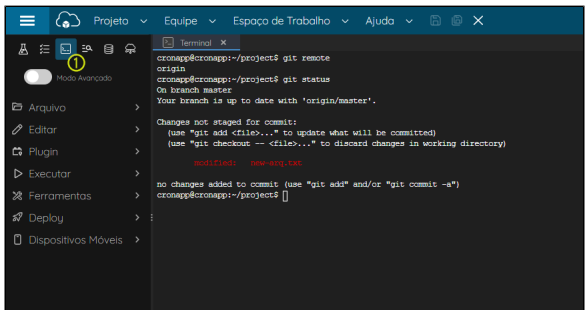 Projeto Equipe Espaço de Trabalho Ajuda
Terminal
1
Modo Avançado
Arquivo
Editar
Plugin
Executar
Ferramentas
Deploy
Dispositivos Móveis
cronapp@cronapp:~/project$ git remote
origin
cronapp@cronapp:~/project$ git status
On branch master
Your branch is up to date with 'origin/master'.
Changes not staged for commit:
(use "git add <file>..." to update what will be committed)
(use "git checkout -- <file>..." to discard changes in working directory)
modified: new-arq.txt
no changes added to commit (use "git add" and/or "git commit -a")
cronapp@cronapp:~/project$